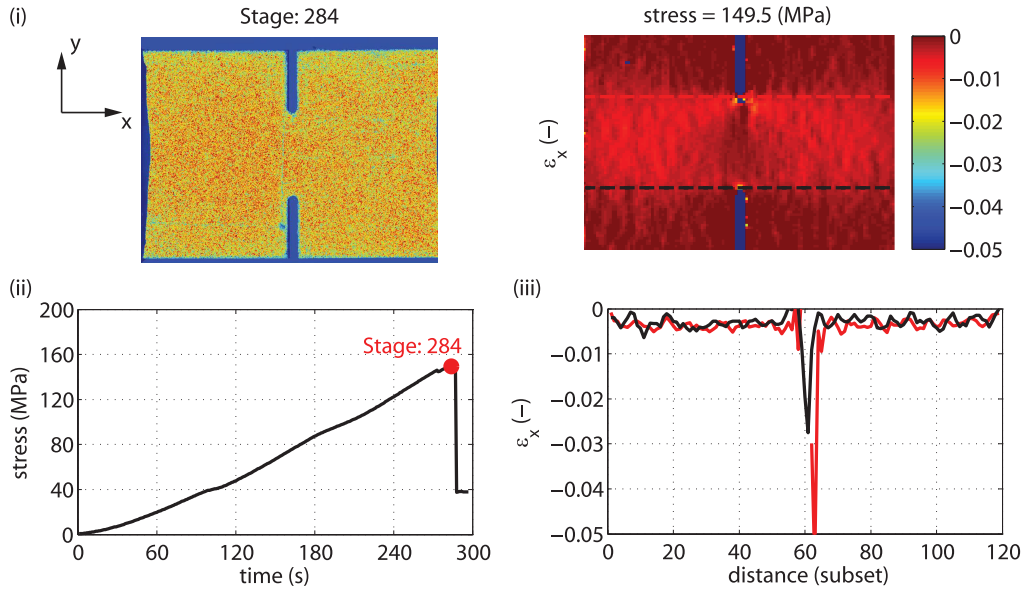 (i)
Stage: 284
stress = 149.5 (MPa)
y
x
ε_x (−)
0
−0.01
−0.02
−0.03
−0.04
−0.05
(ii)
200
160
120
80
40
0
stress (MPa)
Stage: 284
0 60 120 180 240 300
time (s)
(iii)
0
−0.01
−0.02
−0.03
−0.04
−0.05
ε_x (−)
0 20 40 60 80 100 120
distance (subset)